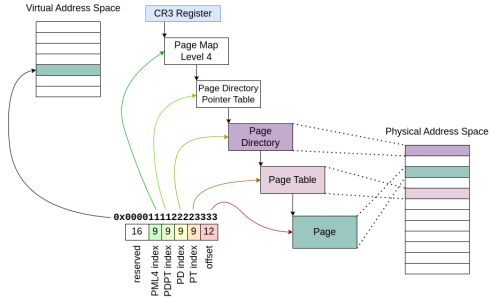 Virtual Address Space
CR3 Register
Page Map
Level 4
Page Directory
Pointer Table
Page
Directory
Physical Address Space
Page Table
Page
0x0000111122223333
16 9 9 9 9 12
reserved
PML4 index
PDPT index
PD index
PT index
offset